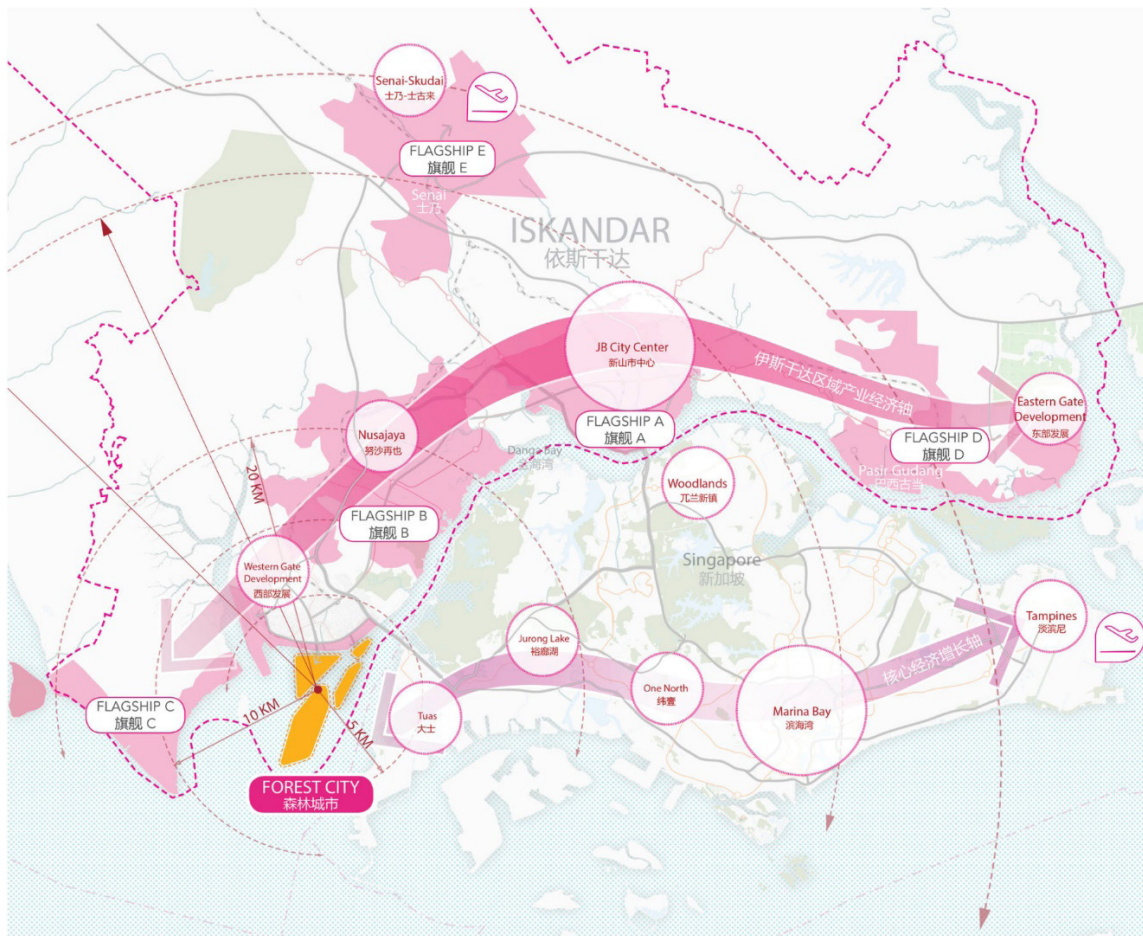 Senai-Skudai
士乃-士古来
FLAGSHIP E
旗舰 E
Senai
士乃
ISKANDAR
依斯干达
JB City Center
新山市中心
伊斯干达区域产业经济轴
Eastern Gate
Development
东部发展
FLAGSHIP A
旗舰 A
Nusajaya
努沙再也
FLAGSHIP D
旗舰 D
Pasir Gudang
巴西古当
Woodlands
兀兰新镇
20 KM
FLAGSHIP B
旗舰 B
Western Gate
Development
西部发展
Singapore
新加坡
Tampines
淡滨尼
Jurong Lake
裕廊湖
核心经济增长轴
One North
纬壹
Marina Bay
滨海湾
Tuas
大士
FLAGSHIP C
旗舰 C
10 KM
5 KM
FOREST CITY
森林城市